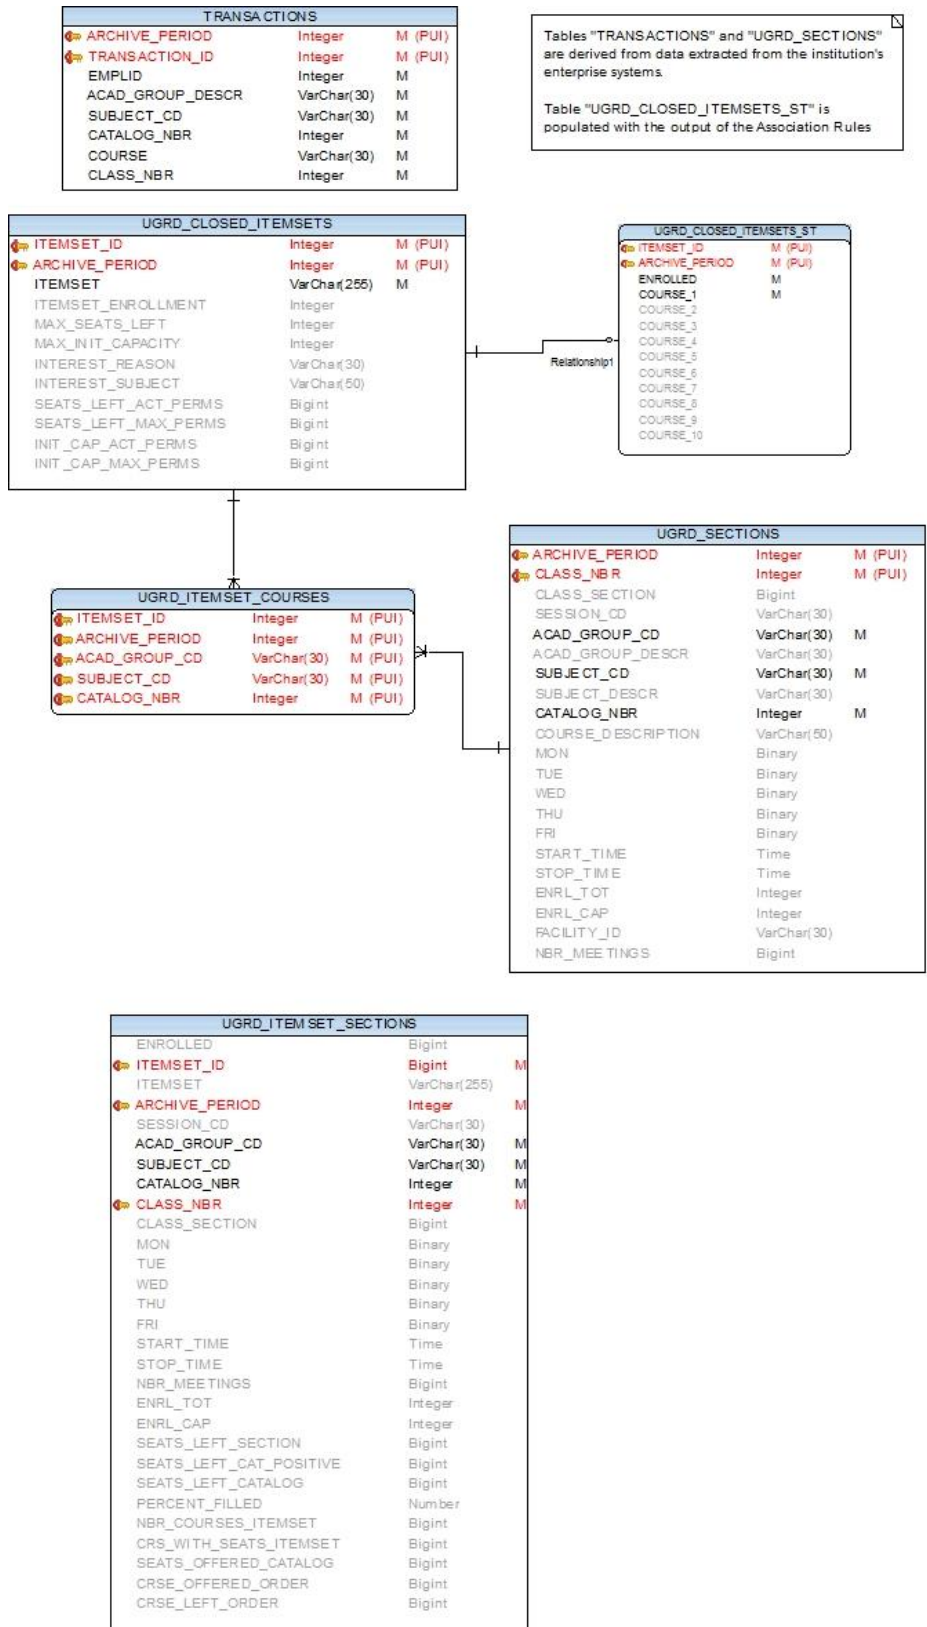 TRANSACTIONS
ARCHIVE_PERIOD Integer M (PUI)
TRANSACTION_ID Integer M (PUI)
EMPLID Integer M
ACAD_GROUP_DESCR VarChar(30) M
SUBJECT_CD VarChar(30) M
CATALOG_NBR Integer M
COURSE VarChar(30) M
CLASS_NBR Integer M
Tables "TRANSACTIONS" and "UGRD_SECTIONS"
are derived from data extracted from the institution's
enterprise systems.
Table "UGRD_CLOSED_ITEMSETS_ST" is
populated with the output of the Association Rules
UGRD_CLOSED_ITEMSETS
ITEMSET_ID Integer M (PUI)
ARCHIVE_PERIOD Integer M (PUI)
ITEMSET VarChar(255) M
ITEMSET_ENROLLMENT Integer
MAX_SEATS_LEFT Integer
MAX_INIT_CAPACITY Integer
INTEREST_REASON VarChar(30)
INTEREST_SUBJECT VarChar(50)
SEATS_LEFT_ACT_PERMS Bigint
SEATS_LEFT_MAX_PERMS Bigint
INIT_CAP_ACT_PERMS Bigint
INIT_CAP_MAX_PERMS Bigint
Relationship1
UGRD_CLOSED_ITEMSETS_ST
ITEMSET_ID M (PUI)
ARCHIVE_PERIOD M (PUI)
ENROLLED M
COURSE_1 M
COURSE_2
COURSE_3
COURSE_4
COURSE_5
COURSE_6
COURSE_7
COURSE_8
COURSE_9
COURSE_10
UGRD_ITEMSET_COURSES
ITEMSET_ID Integer M (PUI)
ARCHIVE_PERIOD Integer M (PUI)
ACAD_GROUP_CD VarChar(30) M (PUI)
SUBJECT_CD VarChar(30) M (PUI)
CATALOG_NBR Integer M (PUI)
UGRD_SECTIONS
ARCHIVE_PERIOD Integer M (PUI)
CLASS_NBR Integer M (PUI)
CLASS_SECTION Bigint
SESSION_CD VarChar(30)
ACAD_GROUP_CD VarChar(30) M
ACAD_GROUP_DESCR VarChar(30)
SUBJECT_CD VarChar(30) M
SUBJECT_DESCR VarChar(30)
CATALOG_NBR Integer M
COURSE_DESCRIPTION VarChar(50)
MON Binary
TUE Binary
WED Binary
THU Binary
FRI Binary
START_TIME Time
STOP_TIME Time
ENRL_TOT Integer
ENRL_CAP Integer
FACILITY_ID VarChar(30)
NBR_MEETINGS Bigint
UGRD_ITEMSET_SECTIONS
ENROLLED Bigint
ITEMSET_ID Bigint M
ITEMSET VarChar(255)
ARCHIVE_PERIOD Integer M
SESSION_CD VarChar(30)
ACAD_GROUP_CD VarChar(30) M
SUBJECT_CD VarChar(30) M
CATALOG_NBR Integer M
CLASS_NBR Integer M
CLASS_SECTION Bigint
MON Binary
TUE Binary
WED Binary
THU Binary
FRI Binary
START_TIME Time
STOP_TIME Time
NBR_MEETINGS Bigint
ENRL_TOT Integer
ENRL_CAP Integer
SEATS_LEFT_SECTION Bigint
SEATS_LEFT_CAT_POSITIVE Bigint
SEATS_LEFT_CATALOG Bigint
PERCENT_FILLED Number
NBR_COURSES_ITEMSET Bigint
CRS_WITH_SEATS_ITEMSET Bigint
SEATS_OFFERED_CATALOG Bigint
CRSE_OFFERED_ORDER Bigint
CRSE_LEFT_ORDER Bigint